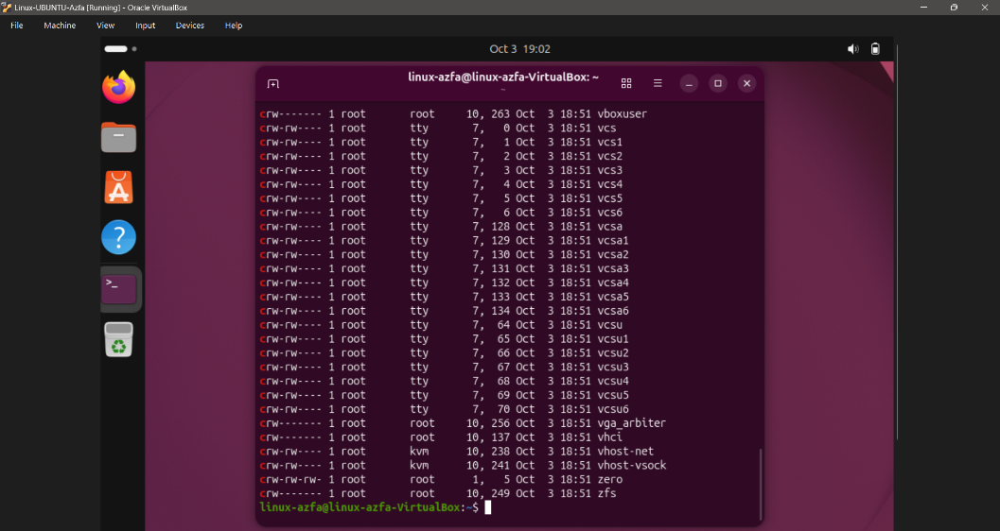 Linux-UBUNTU-Azfa [Running] - Oracle VirtualBox
File Machine View Input Devices Help
Oct 3 19:02
linux-azfa@linux-azfa-VirtualBox: ~
~
crw------- 1 root root 10, 263 Oct 3 18:51 vboxuser
crw-rw---- 1 root tty 7, 0 Oct 3 18:51 vcs
crw-rw---- 1 root tty 7, 1 Oct 3 18:51 vcs1
crw-rw---- 1 root tty 7, 2 Oct 3 18:51 vcs2
crw-rw---- 1 root tty 7, 3 Oct 3 18:51 vcs3
crw-rw---- 1 root tty 7, 4 Oct 3 18:51 vcs4
crw-rw---- 1 root tty 7, 5 Oct 3 18:51 vcs5
crw-rw---- 1 root tty 7, 6 Oct 3 18:51 vcs6
crw-rw---- 1 root tty 7, 128 Oct 3 18:51 vcsa
crw-rw---- 1 root tty 7, 129 Oct 3 18:51 vcsa1
crw-rw---- 1 root tty 7, 130 Oct 3 18:51 vcsa2
crw-rw---- 1 root tty 7, 131 Oct 3 18:51 vcsa3
crw-rw---- 1 root tty 7, 132 Oct 3 18:51 vcsa4
crw-rw---- 1 root tty 7, 133 Oct 3 18:51 vcsa5
crw-rw---- 1 root tty 7, 134 Oct 3 18:51 vcsa6
crw-rw---- 1 root tty 7, 64 Oct 3 18:51 vcsu
crw-rw---- 1 root tty 7, 65 Oct 3 18:51 vcsu1
crw-rw---- 1 root tty 7, 66 Oct 3 18:51 vcsu2
crw-rw---- 1 root tty 7, 67 Oct 3 18:51 vcsu3
crw-rw---- 1 root tty 7, 68 Oct 3 18:51 vcsu4
crw-rw---- 1 root tty 7, 69 Oct 3 18:51 vcsu5
crw-rw---- 1 root tty 7, 70 Oct 3 18:51 vcsu6
crw------- 1 root root 10, 256 Oct 3 18:51 vga_arbiter
crw------- 1 root root 10, 137 Oct 3 18:51 vhci
crw-rw---- 1 root kvm 10, 238 Oct 3 18:51 vhost-net
crw-rw---- 1 root kvm 10, 241 Oct 3 18:51 vhost-vsock
crw-rw-rw- 1 root root 1, 5 Oct 3 18:51 zero
crw------- 1 root root 10, 249 Oct 3 18:51 zfs
linux-azfa@linux-azfa-VirtualBox:~$